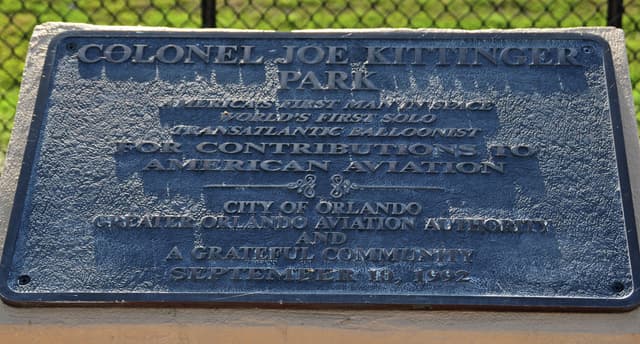 COLONEL JOE KITTINGER
PARK
AMERICA'S FIRST MAN IN SPACE
WORLD'S FIRST SOLO
TRANSATLANTIC BALLOONIST
FOR CONTRIBUTIONS TO
AMERICAN AVIATION
CITY OF ORLANDO
GREATER ORLANDO AVIATION AUTHORITY
AND
A GRATEFUL COMMUNITY
SEPTEMBER 1992